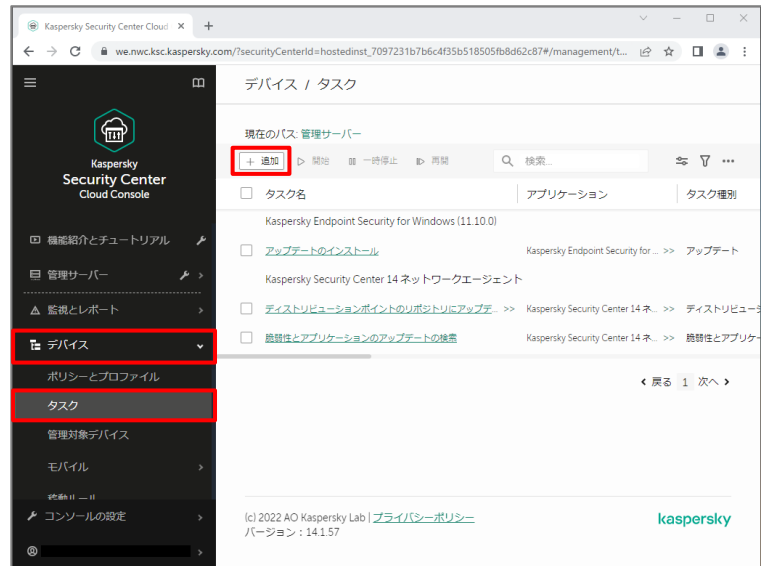 Kaspersky Security Center Cloud
we.nwc.ksc.kaspersky.com/?securityCenterId=hostedinst_7097231b7b6c4f35b518505fb8d62c87#/management/t...
Kaspersky
Security Center
Cloud Console
機能紹介とチュートリアル
管理サーバー
監視とレポート
デバイス
ポリシーとプロファイル
タスク
管理対象デバイス
モバイル
移動ルール
コンソールの設定
デバイス / タスク
現在のパス: 管理サーバー
+ 追加 開始 一時停止 再開 検索...
タスク名 アプリケーション タスク種別
Kaspersky Endpoint Security for Windows (11.10.0)
アップデートのインストール Kaspersky Endpoint Security for ... >> アップデート
Kaspersky Security Center 14 ネットワークエージェント
ディストリビューションポイントのリポジトリにアップデ... >> Kaspersky Security Center 14 ネ... >> ディストリビュー
脆弱性とアプリケーションのアップデートの検索 Kaspersky Security Center 14 ネ... >> 脆弱性とアプリケー
戻る 1 次へ
(c) 2022 AO Kaspersky Lab | プライバシーポリシー
バージョン : 14.1.57
kaspersky